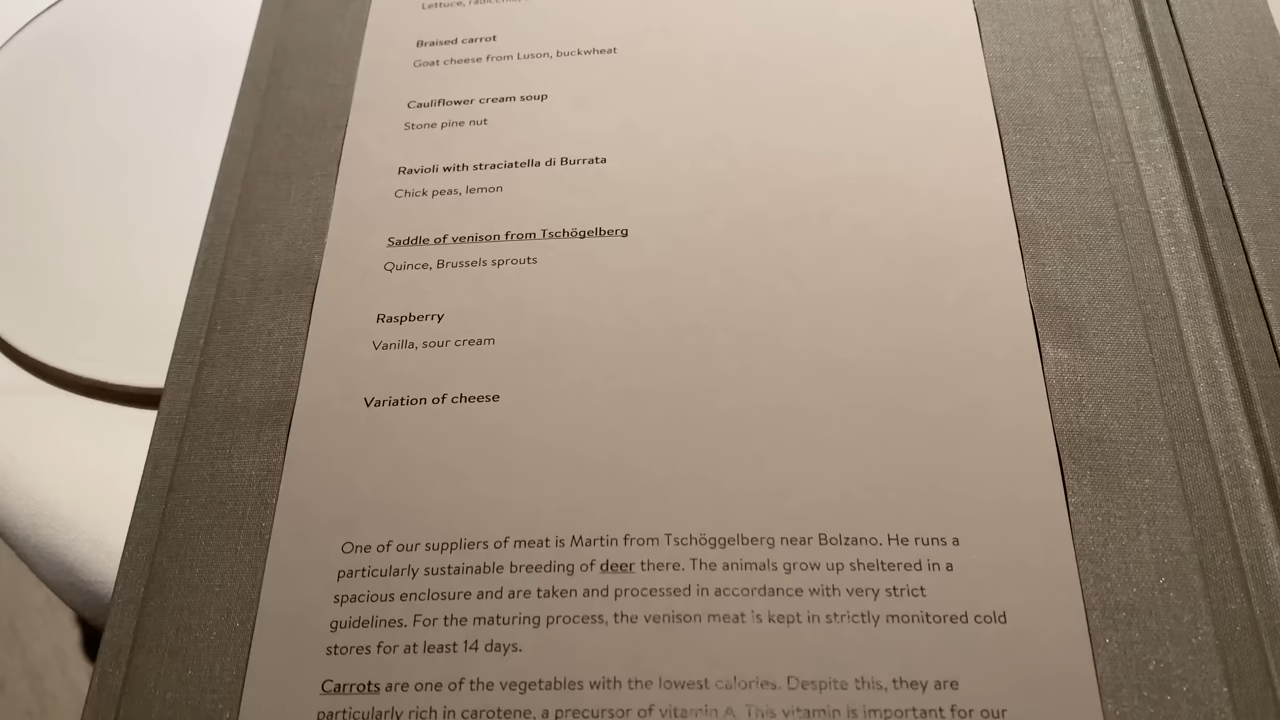 Lettuce,
Braised carrot
Goat cheese from Luson, buckwheat
Cauliflower cream soup
Stone pine nut
Ravioli with straciatella di Burrata
Chick peas, lemon
Saddle of venison from Tschögelberg
Quince, Brussels sprouts
Raspberry
Vanilla, sour cream
Variation of cheese
One of our suppliers of meat is Martin from Tschöggelberg near Bolzano. He runs a
particularly sustainable breeding of deer there. The animals grow up sheltered in a
spacious enclosure and are taken and processed in accordance with very strict
guidelines. For the maturing process, the venison meat is kept in strictly monitored cold
stores for at least 14 days.
Carrots are one of the vegetables with the lowest calories. Despite this, they are
particularly rich in carotene, a precursor of vitamin A. This vitamin is important for our